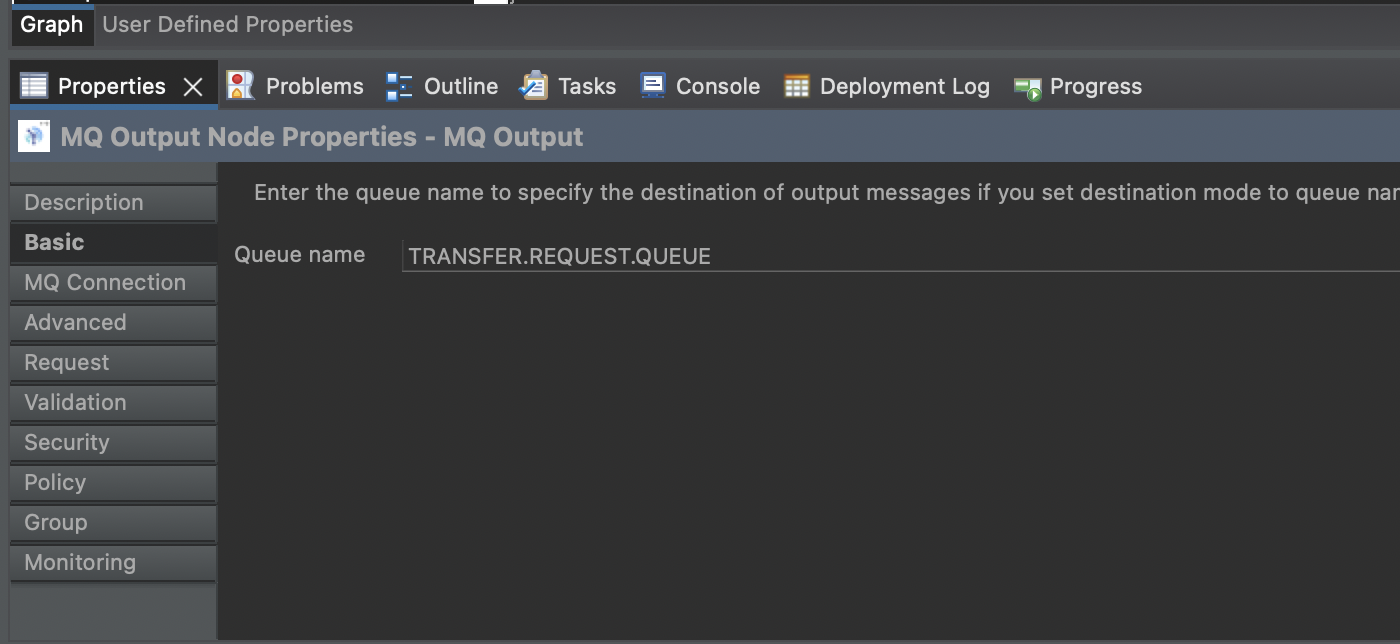 Graph User Defined Properties
Properties Problems Outline Tasks Console Deployment Log Progress
MQ Output Node Properties - MQ Output
Description
Basic
MQ Connection
Advanced
Request
Validation
Security
Policy
Group
Monitoring
Enter the queue name to specify the destination of output messages if you set destination mode to queue
Queue name TRANSFER.REQUEST.QUEUE